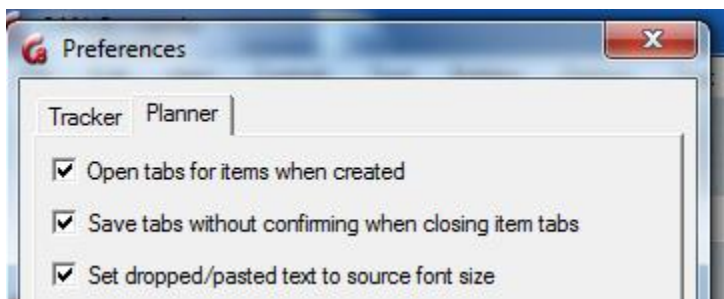 Preferences
Tracker Planner
Open tabs for items when created
Save tabs without confirming when closing item tabs
Set dropped/pasted text to source font size